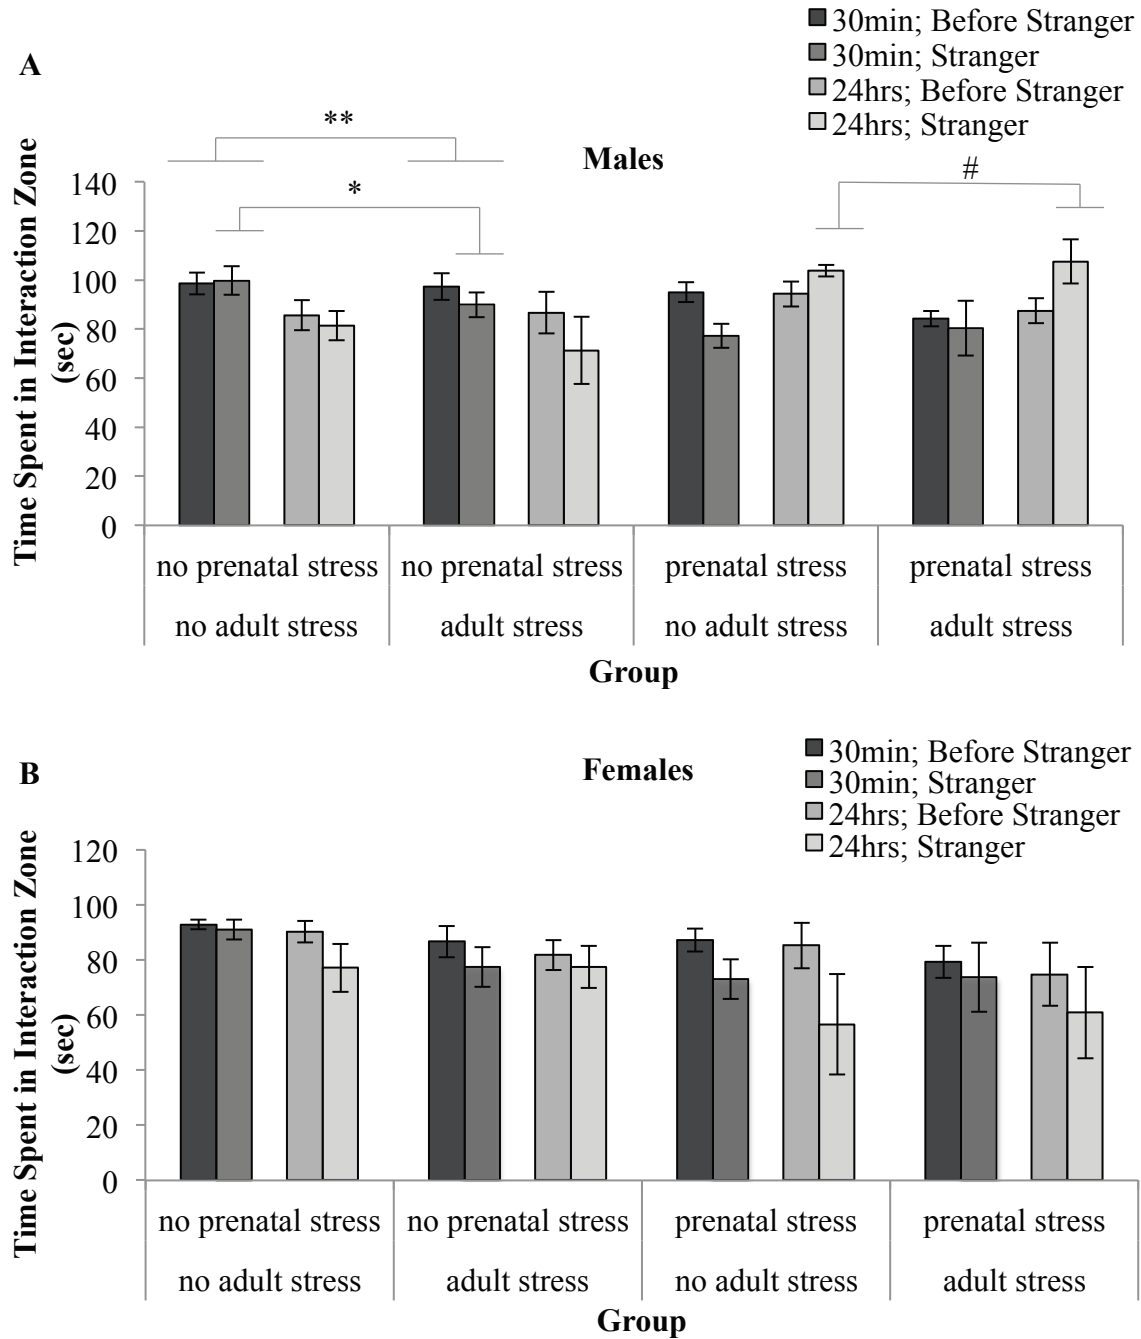 30min; Before Stranger
30min; Stranger
24hrs; Before Stranger
24hrs; Stranger
A
**
Males
*
#
Time Spent in Interaction Zone
(sec)
140
120
100
80
60
40
20
0
no prenatal stress no prenatal stress prenatal stress prenatal stress
no adult stress adult stress no adult stress adult stress
Group
B
Females
30min; Before Stranger
30min; Stranger
24hrs; Before Stranger
24hrs; Stranger
Time Spent in Interaction Zone
(sec)
120
100
80
60
40
20
0
no prenatal stress no prenatal stress prenatal stress prenatal stress
no adult stress adult stress no adult stress adult stress
Group